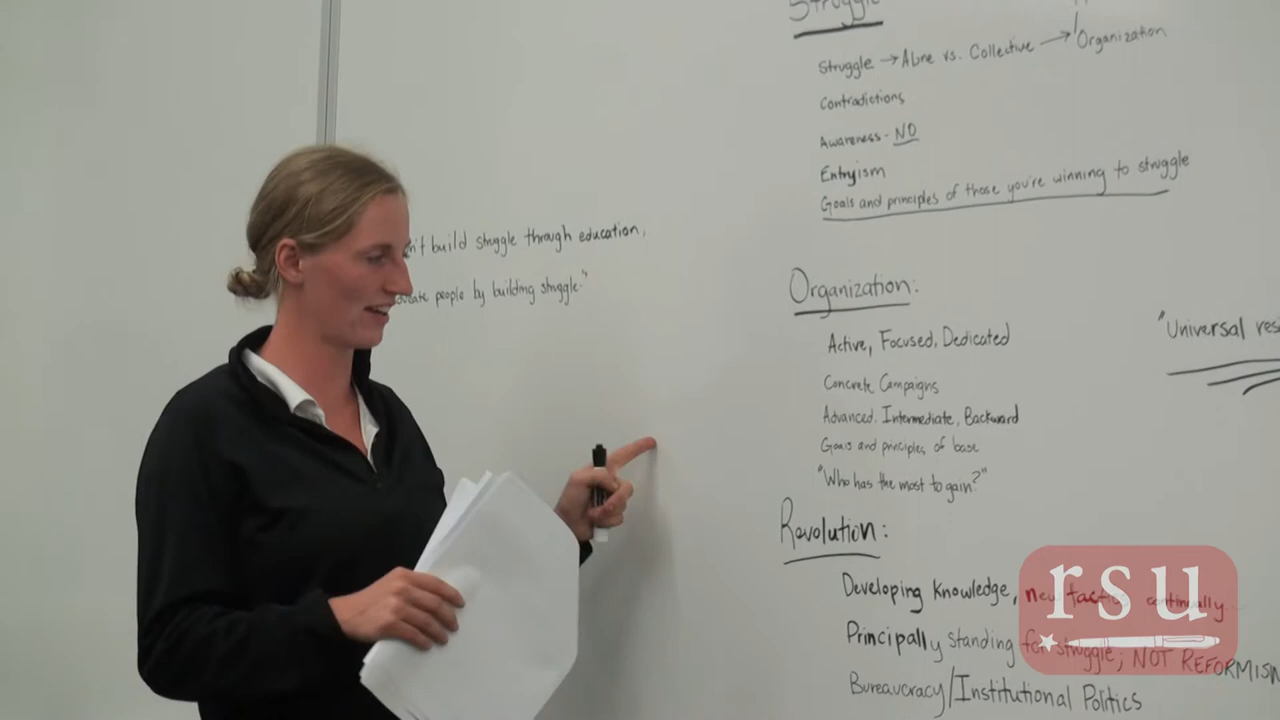 Struggle
Struggle → Alone vs. Collective → Organization
Contradictions
Awareness - NO
Entryism
Goals and principles of those you're winning to struggle
build struggle through education,
people by building struggle."
Organization:
Active, Focused, Dedicated
Concrete Campaigns
Advanced, Intermediate, Backward
Goals and principles of base
"Who has the most to gain?"
"Universal
Revolution:
Developing Knowledge, new tactics continually...
Principally standing for struggle; NOT REFORMISM
Bureaucracy/Institutional Politics
rsu